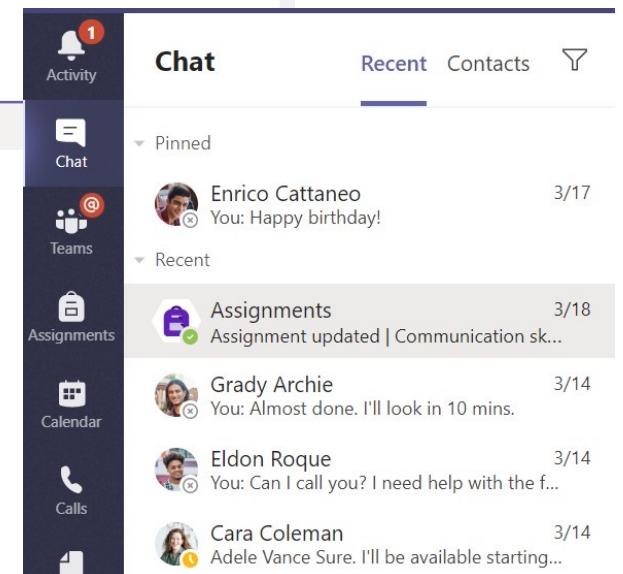 1
Activity
Chat
Teams
Assignments
Calendar
Calls
Chat Recent Contacts
Pinned
Enrico Cattaneo 3/17
You: Happy birthday!
Recent
Assignments 3/18
Assignment updated | Communication sk...
Grady Archie 3/14
You: Almost done. I'll look in 10 mins.
Eldon Roque 3/14
You: Can I call you? I need help with the f...
Cara Coleman 3/14
Adele Vance Sure. I'll be available starting...